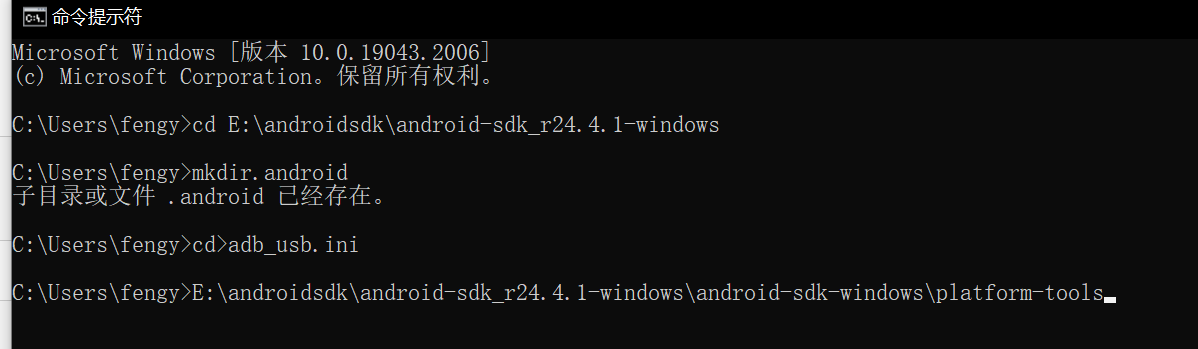 命令提示符
Microsoft Windows [版本 10.0.19043.2006]
(c) Microsoft Corporation。保留所有权利。
C:\Users\fengy>cd E:\androidsdk\android-sdk_r24.4.1-windows
C:\Users\fengy>mkdir.android
子目录或文件 .android 已经存在。
C:\Users\fengy>cd>adb_usb.ini
C:\Users\fengy>E:\androidsdk\android-sdk_r24.4.1-windows\android-sdk-windows\platform-tools